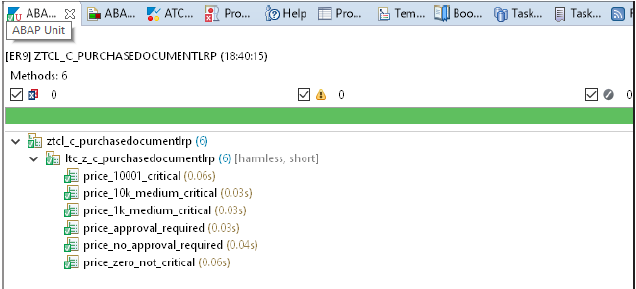 ABA... ABA... ATC... Pro... Help Pro... Tem... Boo... Task... Task...
ABAP Unit
[ER9] ZTCL_C_PURCHASEDOCUMENTLRP (18:40:15)
Methods: 6
0 0 0
ztcl_c_purchasedocumentlrp (6)
ltc_z_c_purchasedocumentlrp (6) [harmless, short]
price_10001_critical (0.06s)
price_10k_medium_critical (0.03s)
price_1k_medium_critical (0.03s)
price_approval_required (0.03s)
price_no_approval_required (0.04s)
price_zero_not_critical (0.06s)